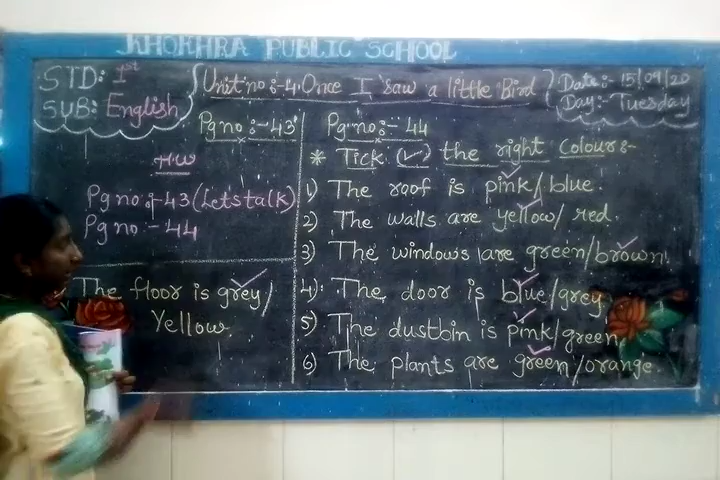 KHOKHRA PUBLIC SCHOOL
STD: 1st
SUB: English
Unit no :-4. Once I saw a little Bird
Date:- 15/09/20
Day:- Tuesday
Pg no :- 43
HW
Pg no :- 43 (Lets talk)
Pg no :- 44
The floor is grey/
Yellow.
Pg no :- 44
* Tick (✓) the right Colour:-
1) The roof is pink/blue.
2) The walls are yellow/ red.
3) The windows are green/brown.
4) The door is blue/grey
5) The dustbin is pink/green
6) The plants are green/orange.